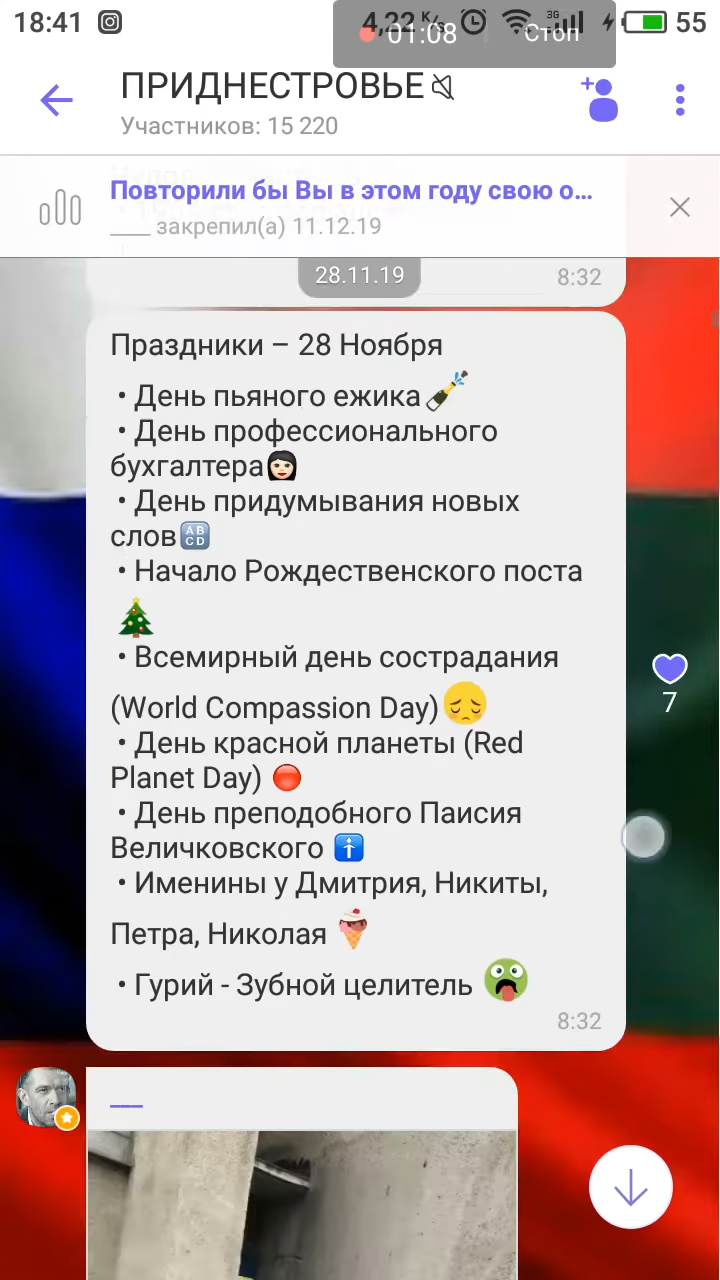 18:41
4,22 K/s 3G 55
01:08 Стоп
ПРИДНЕСТРОВЬЕ
Участников: 15 220
Повторили бы Вы в этом году свою о...
___ закрепил(а) 11.12.19
28.11.19
8:32
Праздники – 28 Ноября
• День пьяного ежика🍾
• День профессионального
бухгалтера👩🏻
• День придумывания новых
слов🔠
• Начало Рождественского поста
🎄
• Всемирный день сострадания
(World Compassion Day)😔
• День красной планеты (Red
Planet Day) 🔴
• День преподобного Паисия
Величковского
• Именины у Дмитрия, Никиты,
Петра, Николая
• Гурий - Зубной целитель
8:32
7
___